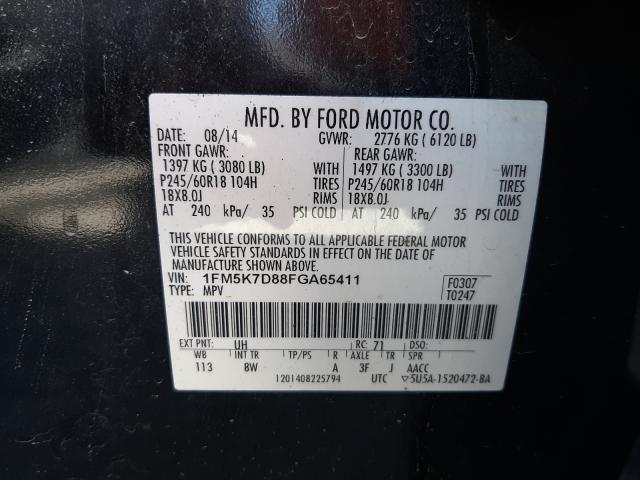 MFD. BY FORD MOTOR CO.
DATE: 08/14 GVWR: 2776 KG ( 6120 LB)
FRONT GAWR: REAR GAWR:
1397 KG ( 3080 LB) WITH 1497 KG ( 3300 LB) WITH
P245/60R18 104H TIRES P245/60R18 104H TIRES
18X8.0J RIMS 18X8.0J RIMS
AT 240 kPa/ 35 PSI COLD AT 240 kPa/ 35 PSI COLD
THIS VEHICLE CONFORMS TO ALL APPLICABLE FEDERAL MOTOR
VEHICLE SAFETY STANDARDS IN EFFECT ON THE DATE OF
MANUFACTURE SHOWN ABOVE.
VIN: 1FM5K7D88FGA65411 F0307
TYPE: MPV T0247
EXT PNT: UH RC: 71 DSO:
WB INT TR TP/PS R AXLE TR SPR
113 BW A 3F J AACC
1201408225794 UTC ▽5U5A-1520472-BA